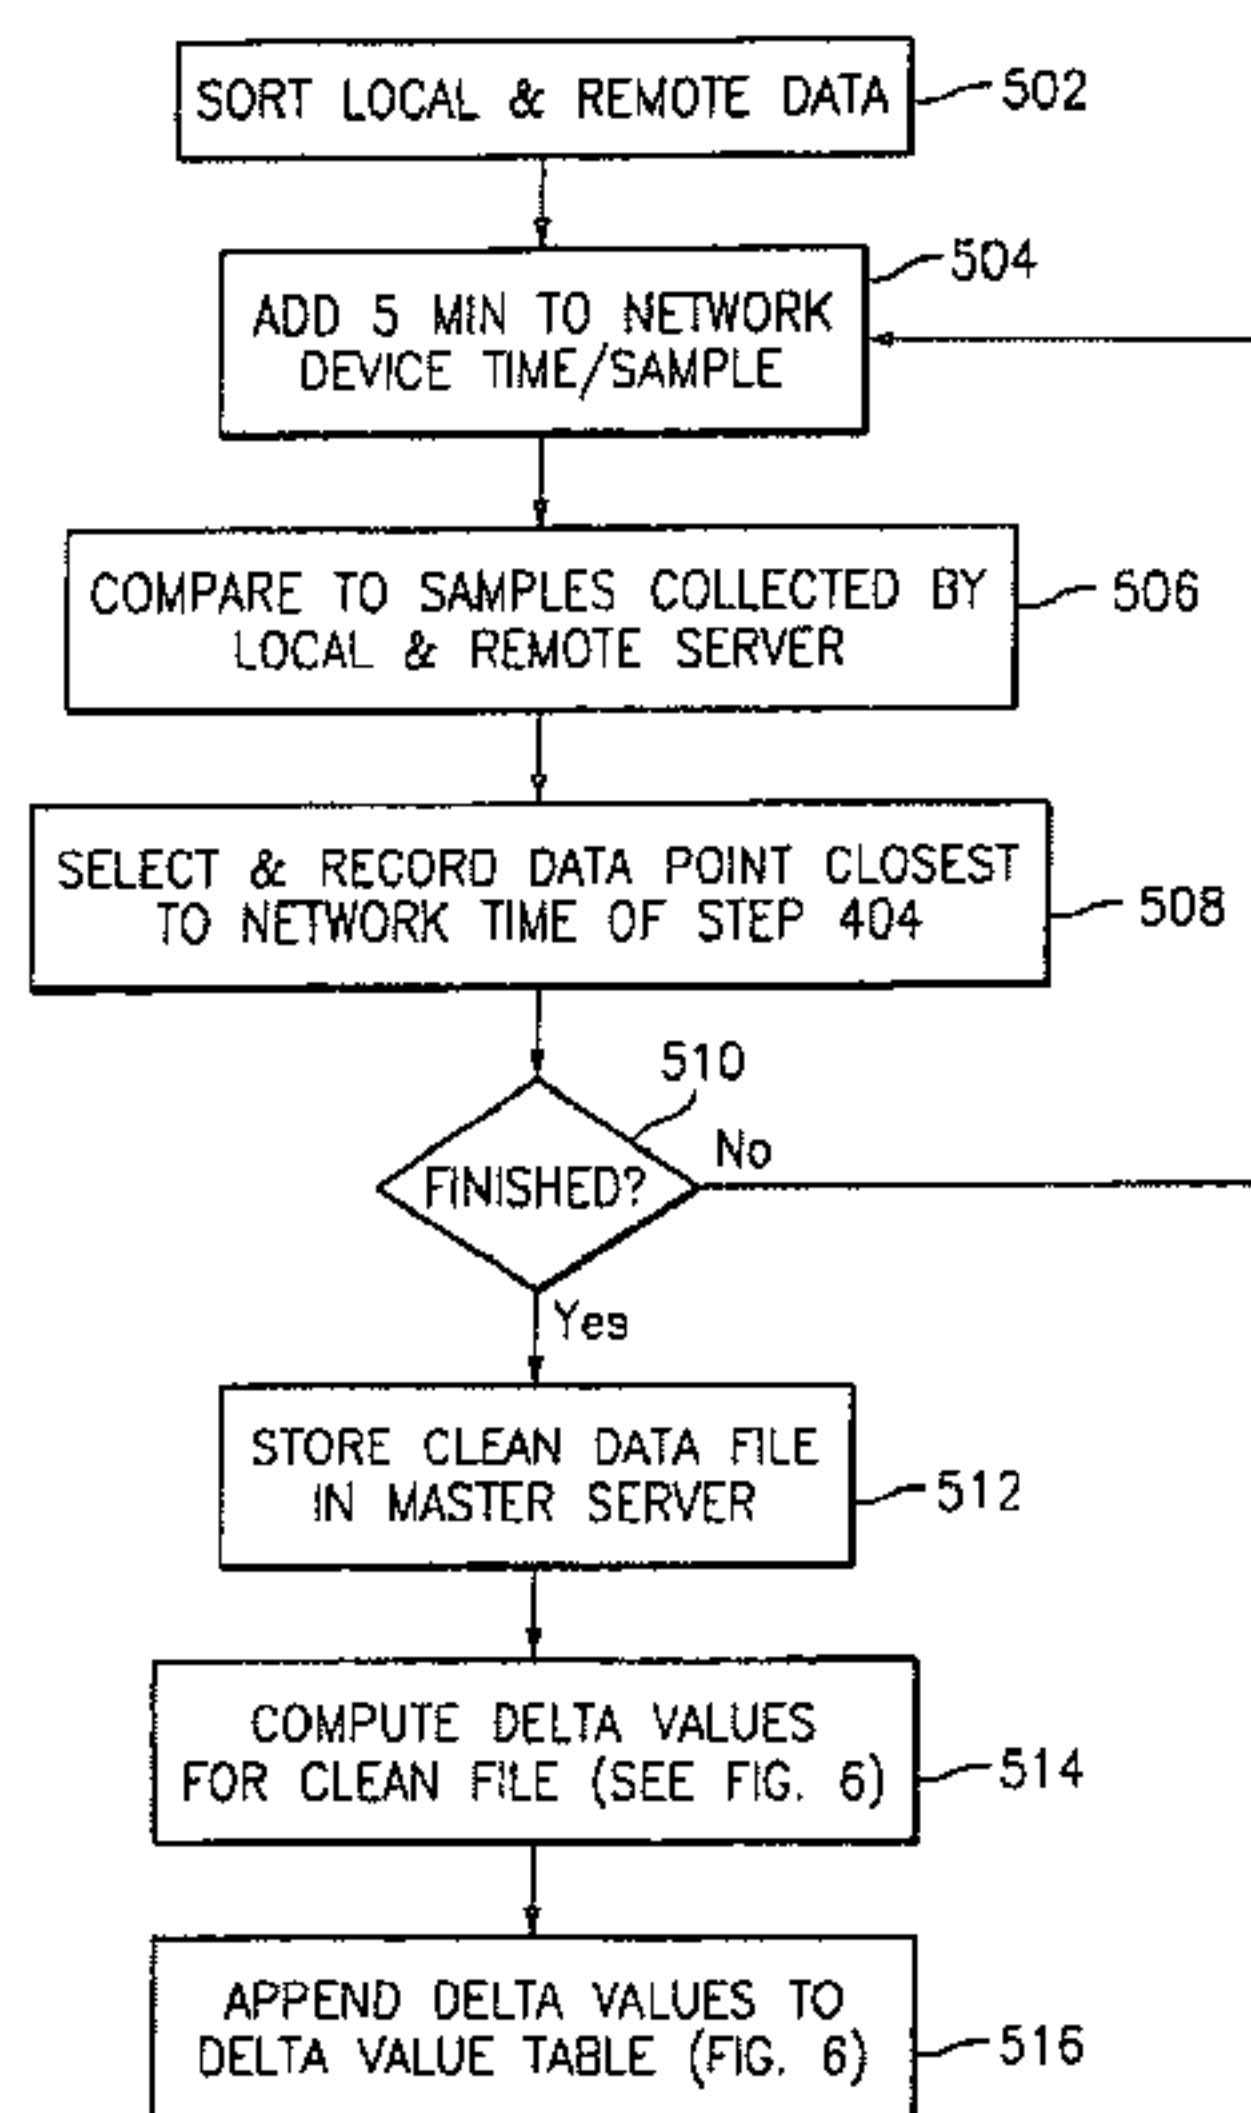 SORT LOCAL & REMOTE DATA
502
504
ADD 5 MIN TO NETWORK
DEVICE TIME/SAMPLE
COMPARE TO SAMPLES COLLECTED BY
LOCAL & REMOTE SERVER
506
SELECT & RECORD DATA POINT CLOSEST
TO NETWORK TIME OF STEP 404
508
510
FINISHED?
No
Yes
STORE CLEAN DATA FILE
IN MASTER SERVER
512
COMPUTE DELTA VALUES
FOR CLEAN FILE (SEE FIG. 6)
514
APPEND DELTA VALUES TO
DELTA VALUE TABLE (FIG. 6)
516